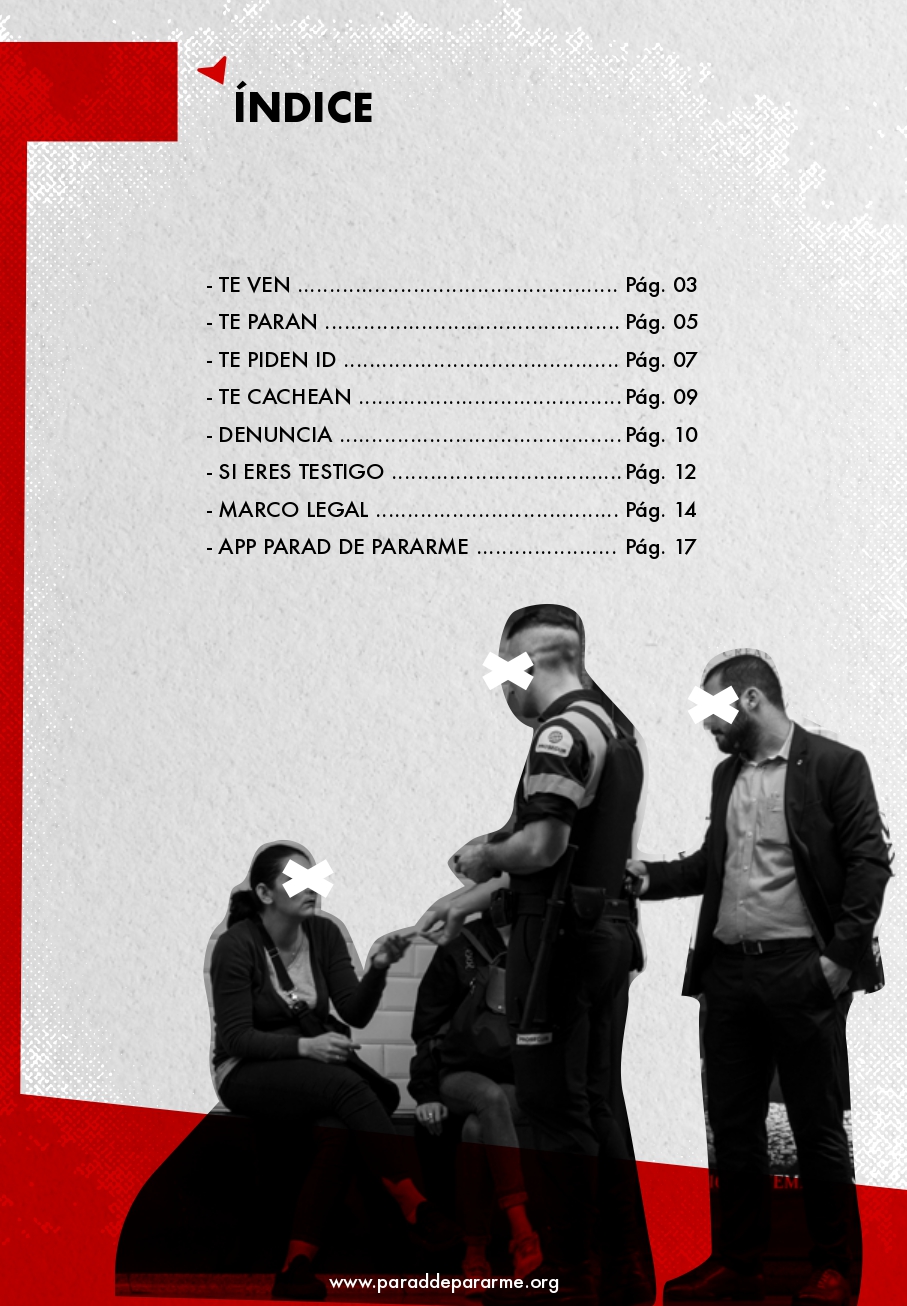 ÍNDICE
- TE VEN ................................................... Pág. 03
- TE PARAN ............................................... Pág. 05
- TE PIDEN ID ............................................ Pág. 07
- TE CACHEAN .......................................... Pág. 09
- DENUNCIA ............................................. Pág. 10
- SI ERES TESTIGO ..................................... Pág. 12
- MARCO LEGAL ....................................... Pág. 14
- APP PARAD DE PARARME ...................... Pág. 17
www.paraddepararme.org